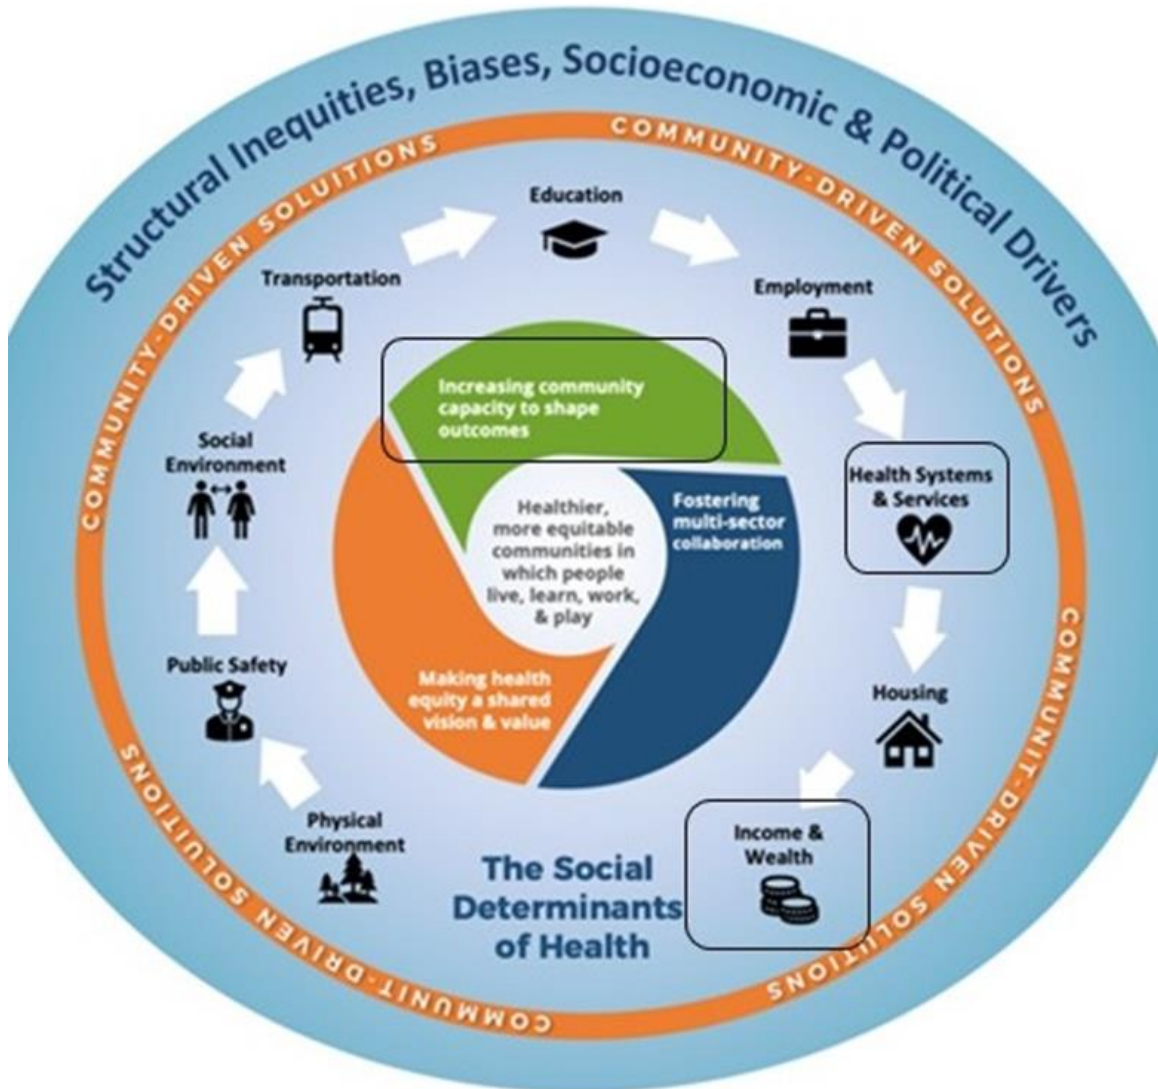 Structural Inequities, Biases, Socioeconomic & Political Drivers
COMMUNITY-DRIVEN SOLUITIONS
COMMUNITY-DRIVEN SOLUTIONS
Education
Transportation
Employment
Increasing community
capacity to shape
outcomes
Social
Environment
Health Systems
& Services
Fostering
multi-sector
collaboration
Healthier,
more equitable
communities in
which people
live, learn, work,
& play
Public Safety
Making health
equity a shared
vision & value
Housing
Physical
Environment
Income &
Wealth
The Social
Determinants
of Health
COMMUNIT-DRIVEN SOLUITIONS
COMMUNIT-DRIVEN SOLUTIONS